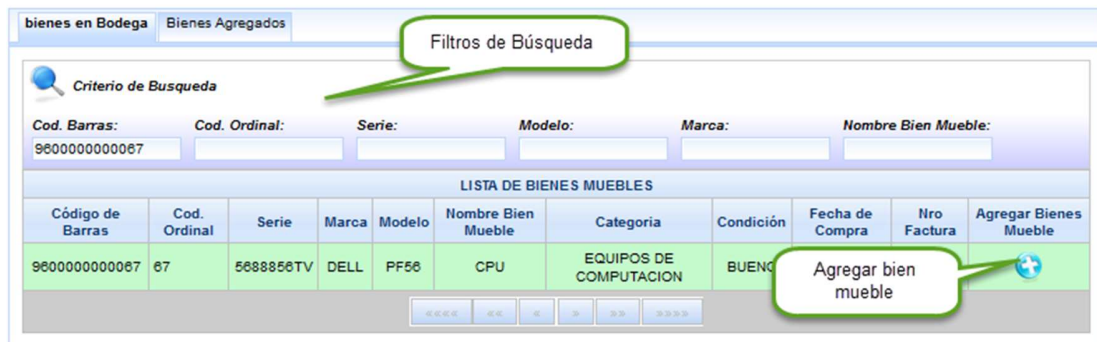 bienes en Bodega Bienes Agregados
Filtros de Búsqueda
Criterio de Busqueda
Cod. Barras: Cod. Ordinal: Serie: Modelo: Marca: Nombre Bien Mueble:
9600000000067
LISTA DE BIENES MUEBLES
Código de Barras Cod. Ordinal Serie Marca Modelo Nombre Bien Mueble Categoria Condición Fecha de Compra Nro Factura Agregar Bienes Mueble
9600000000067 67 5688856TV DELL PF56 CPU EQUIPOS DE COMPUTACION BUENO
Agregar bien
mueble
«««« «« « » »» »»»»